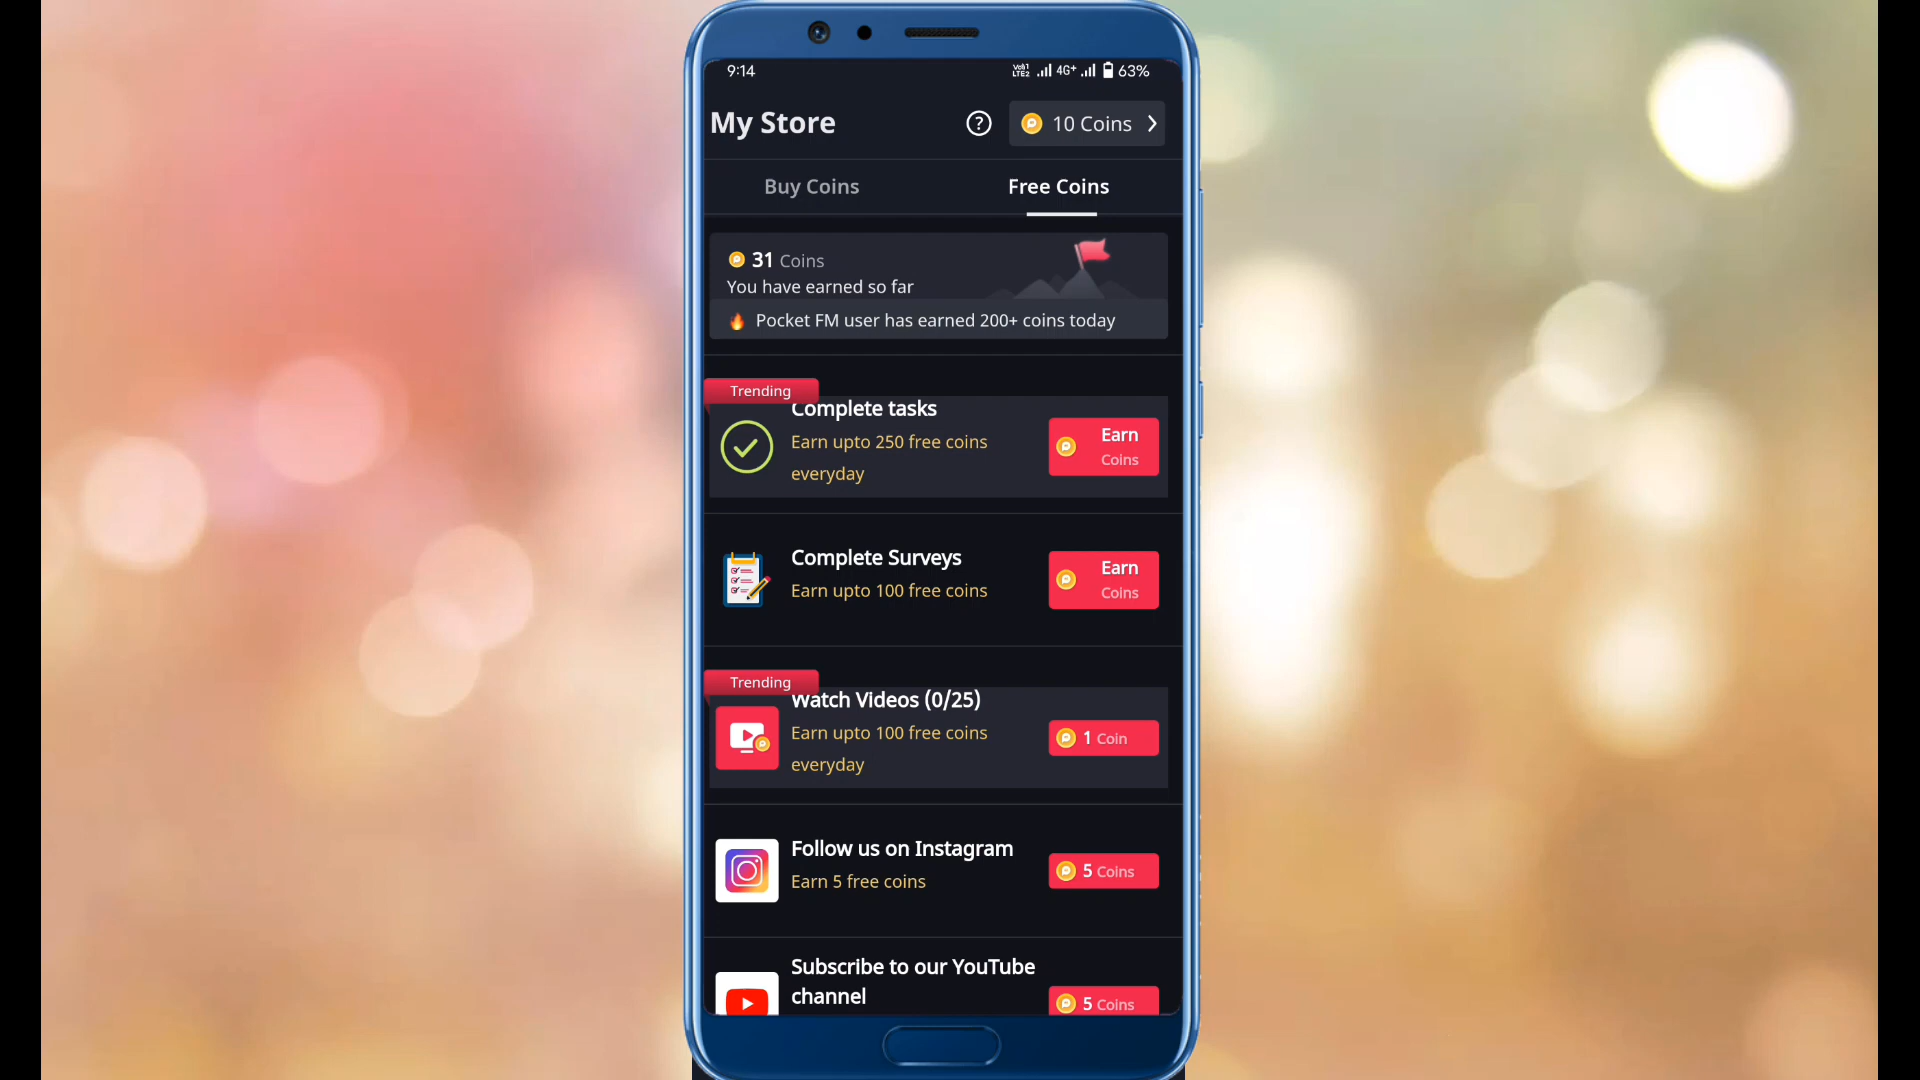 9:14
Vo) 1 LTE2 4G+ 63%
My Store
? 10 Coins
Buy Coins Free Coins
31 Coins
You have earned so far
Pocket FM user has earned 200+ coins today
Trending
Complete tasks
Earn upto 250 free coins
everyday
Earn
Coins
Complete Surveys
Earn upto 100 free coins
Earn
Coins
Trending
Watch Videos (0/25)
Earn upto 100 free coins
everyday
1 Coin
Follow us on Instagram
Earn 5 free coins
5 Coins
Subscribe to our YouTube
channel
5 Coins